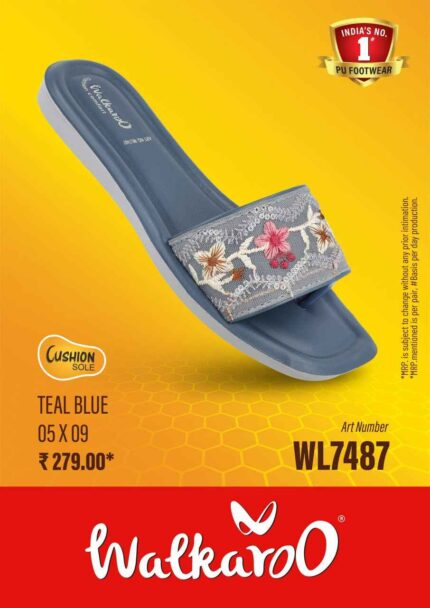 INDIA'S NO.
1*
PU FOOTWEAR
Walkaroo
CUSHION
SOLE
TEAL BLUE
05 X 09
₹ 279.00*
*MRP. is subject to change without any prior intimation.
*MRP.mentioned is per pair. #Basis per day production.
Art Number
WL7487
Walkaroo®